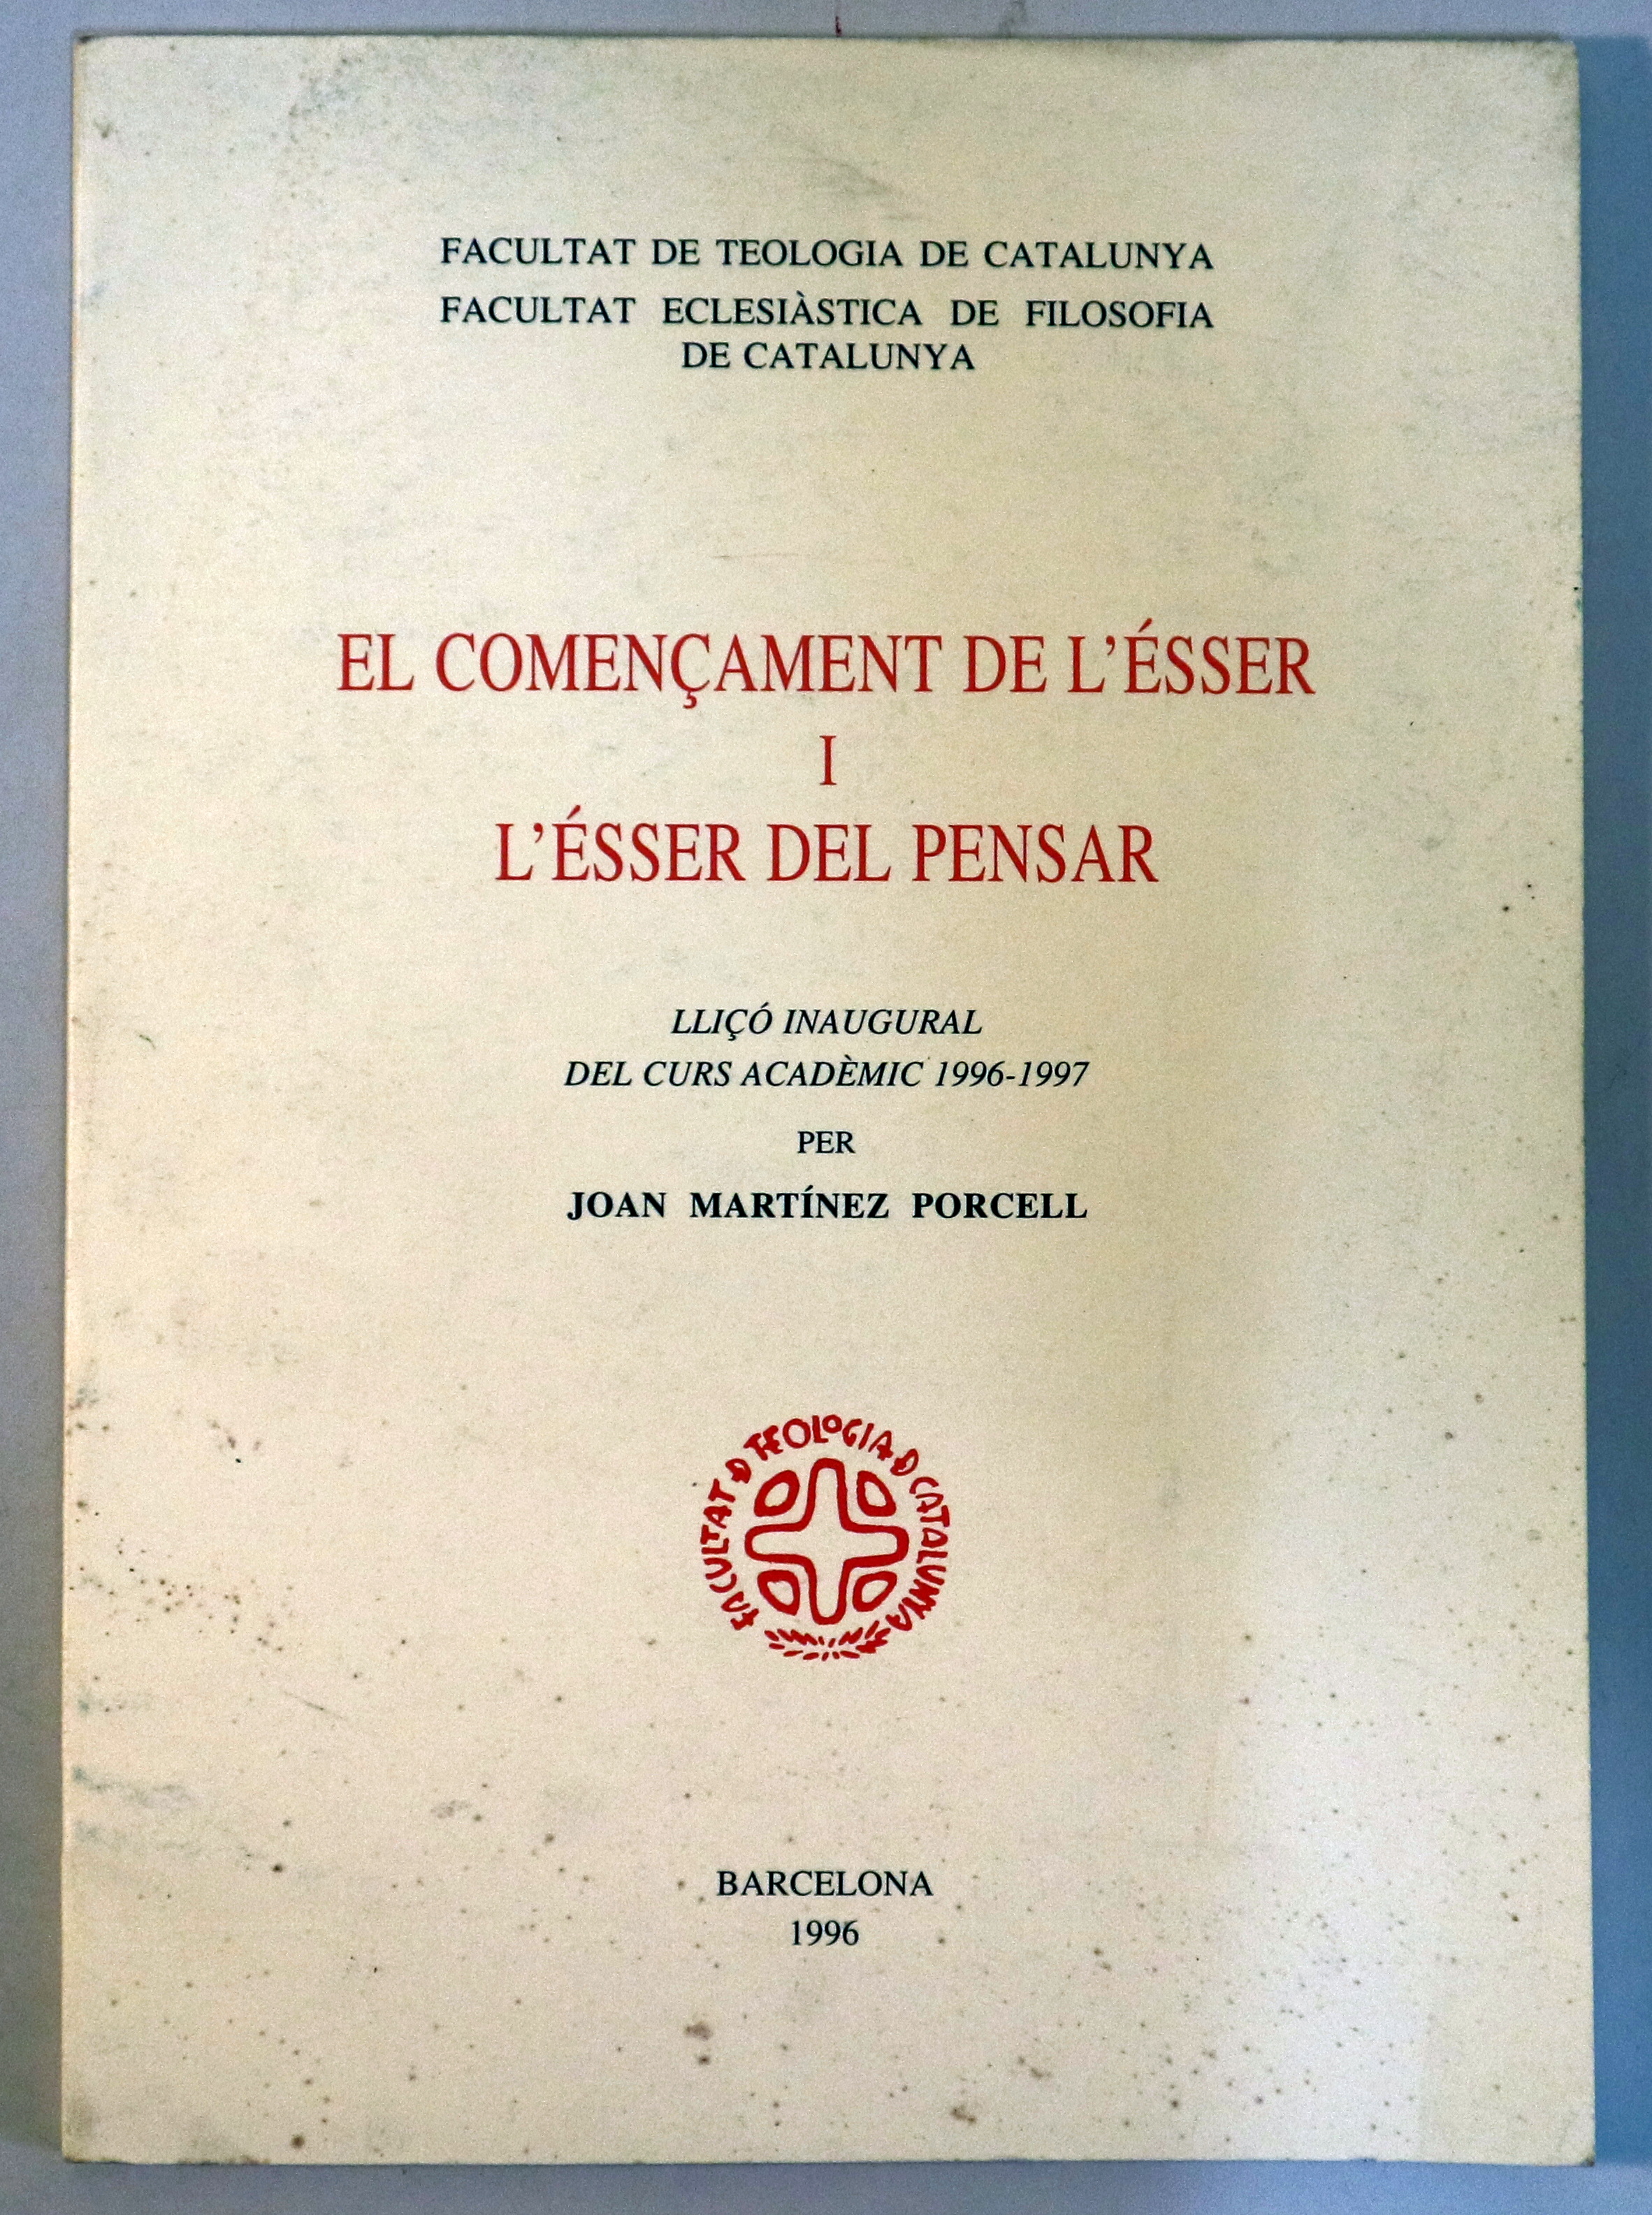 FACULTAT DE TEOLOGIA DE CATALUNYA
FACULTAT ECLESIÀSTICA DE FILOSOFIA
DE CATALUNYA
EL COMENÇAMENT DE L'ÉSSER
I
L'ÉSSER DEL PENSAR
LLIÇÓ INAUGURAL
DEL CURS ACADÈMIC 1996-1997
PER
JOAN MARTÍNEZ PORCELL
FACULTAT D TEOLOGIA D CATALUNYA
BARCELONA
1996